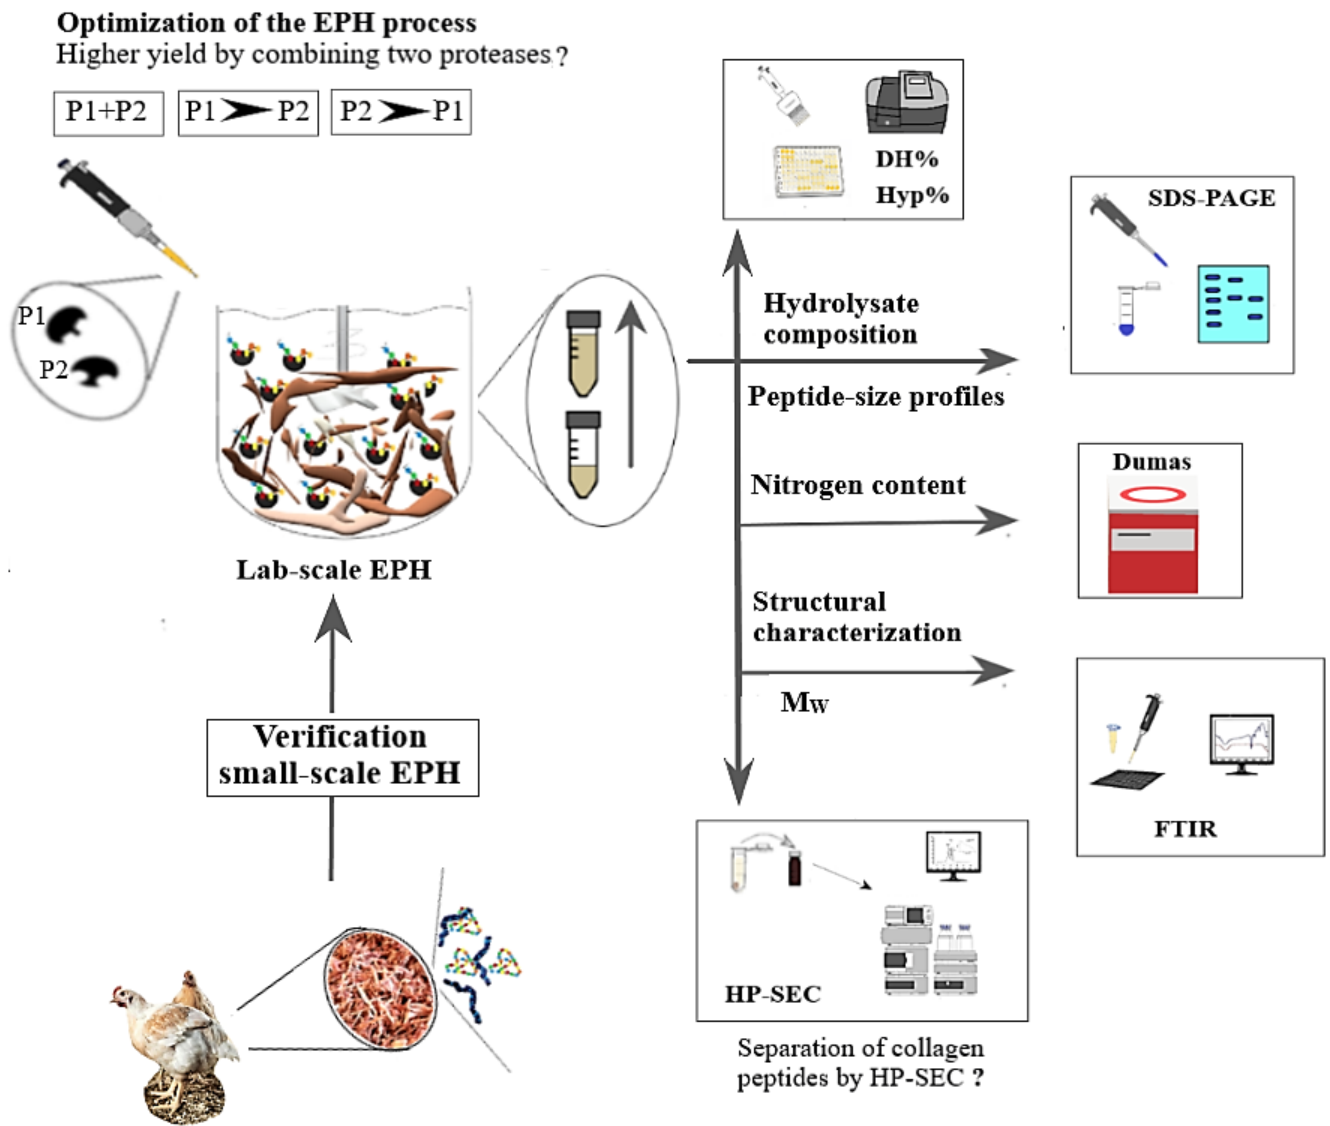 Optimization of the EPH process
Higher yield by combining two proteases ?
P1+P2
P1 P2
P2 P1
P1
P2
Lab-scale EPH
Verification
small-scale EPH
DH%
Hyp%
Hydrolysate
composition
Peptide-size profiles
SDS-PAGE
Nitrogen content
Dumas
Structural
characterization
Mw
FTIR
HP-SEC
Separation of collagen
peptides by HP-SEC ?